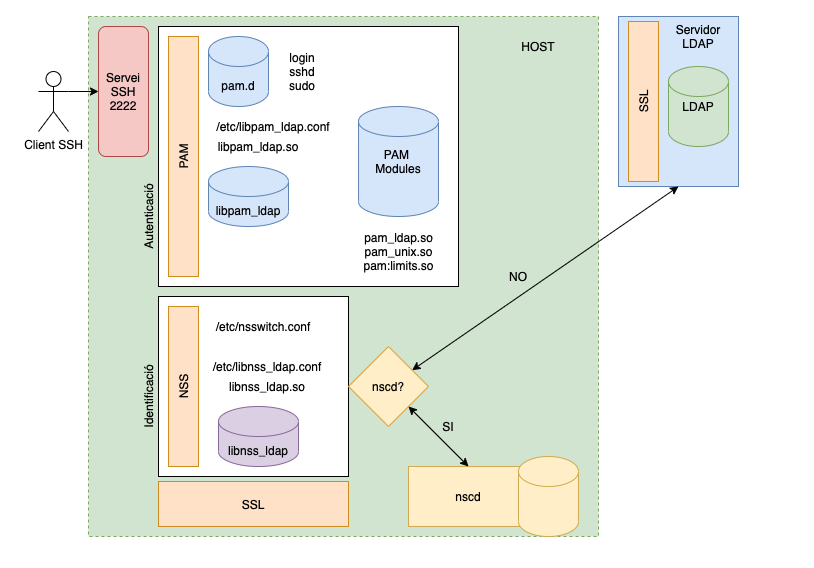 HOST
Servidor
LDAP
SSL
LDAP
Servei
SSH
2222
Client SSH
Autenticació
PAM
pam.d
login
sshd
sudo
/etc/libpam_ldap.conf
libpam_ldap.so
libpam_ldap
PAM
Modules
pam_ldap.so
pam_unix.so
pam:limits.so
NO
Identificació
NSS
/etc/nsswitch.conf
/etc/libnss_ldap.conf
libnss_ldap.so
libnss_ldap
nscd?
SI
SSL
nscd